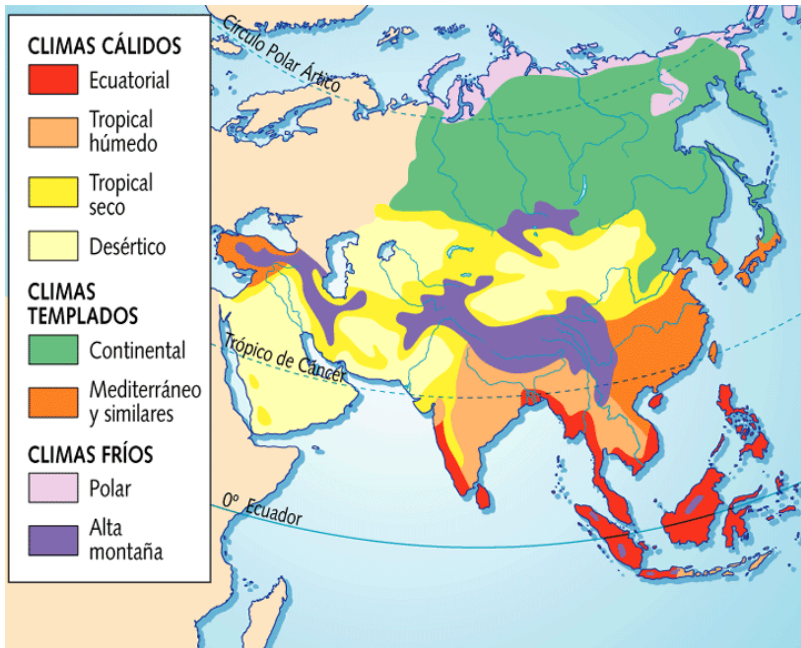 CLIMAS CÁLIDOS
Ecuatorial
Tropical
húmedo
Tropical
seco
Desértico
CLIMAS
TEMPLADOS
Continental
Mediterráneo
y similares
CLIMAS FRÍOS
Polar
Alta
montaña
Círculo Polar Ártico
Trópico de Cáncer
0º Ecuador